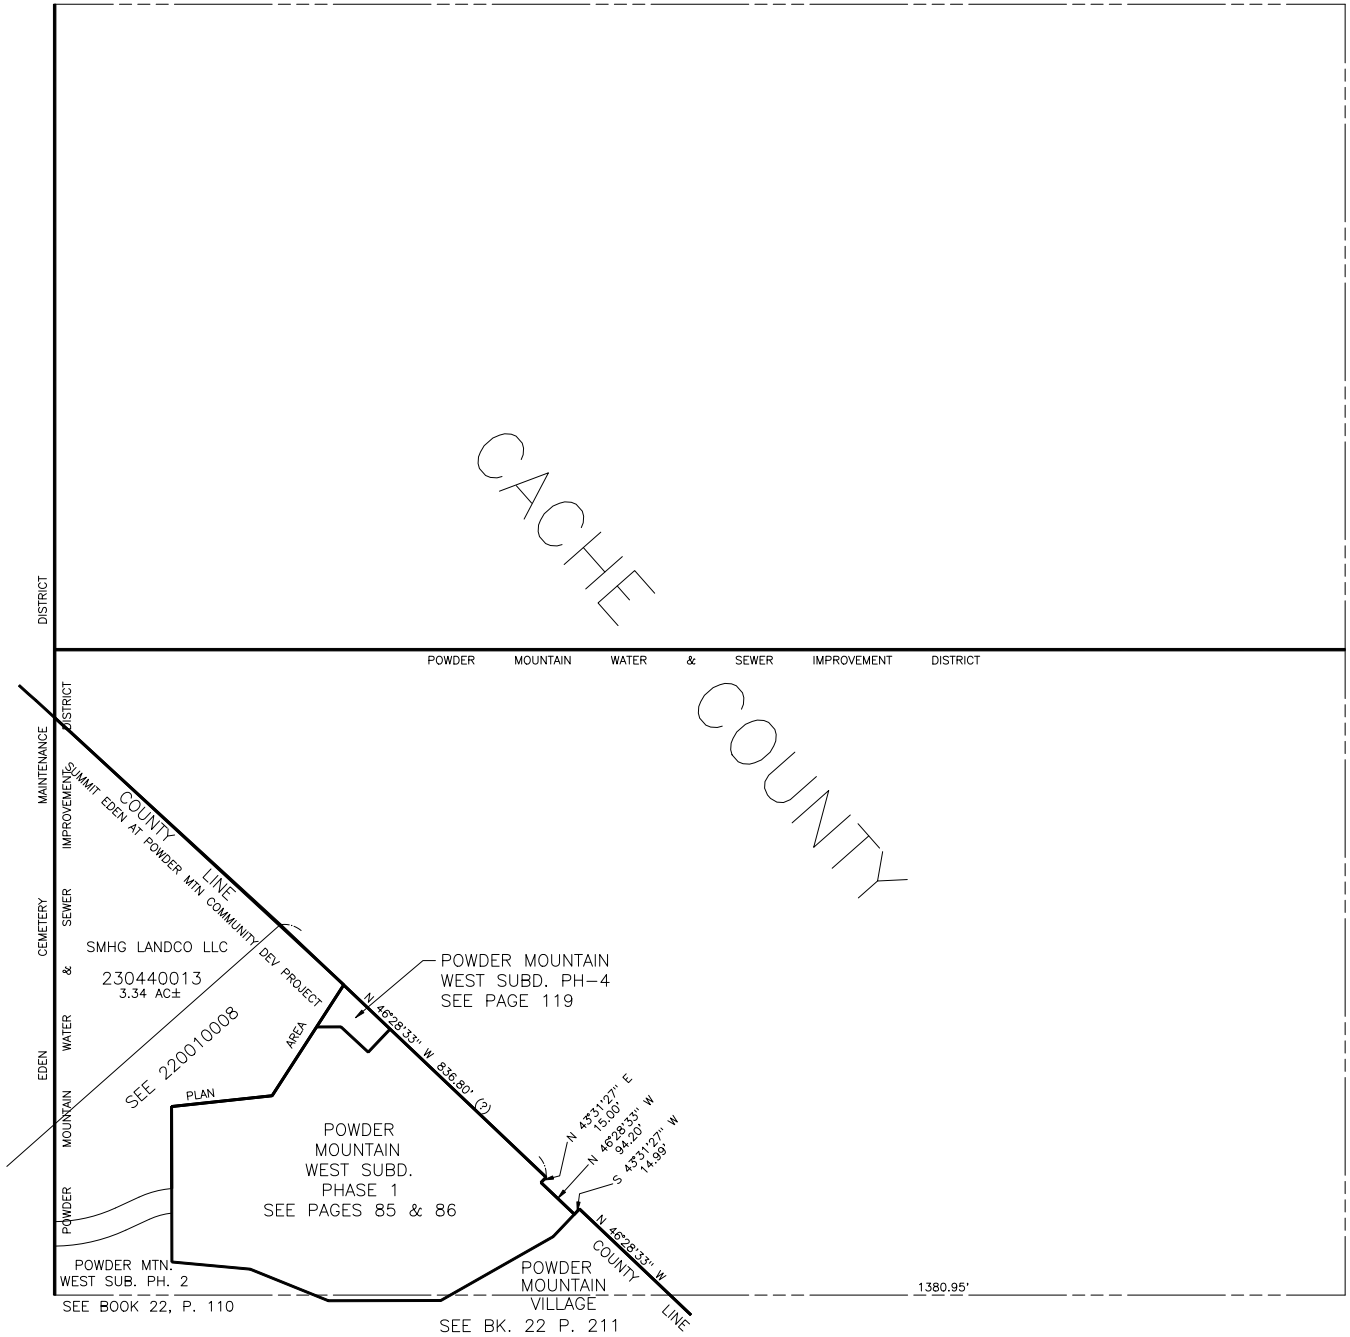 CACHE
COUNTY
POWDER MOUNTAIN WATER & SEWER IMPROVEMENT DISTRICT
EDEN CEMETERY MAINTENANCE DISTRICT
POWDER MOUNTAIN WATER & SEWER IMPROVEMENT DISTRICT
COUNTY LINE
SUMMIT EDEN AT POWDER MTN COMMUNITY DEV PROJECT
AREA
PLAN
SMHG LANDCO LLC
230440013
3.34 AC±
SEE 220010008
POWDER MOUNTAIN
WEST SUBD. PH-4
SEE PAGE 119
N 46°28'33" W 836.80' (?)
N 43°31'27" E
15.00'
N 46°28'33" W
94.20'
S 43°31'27" W
14.99'
POWDER
MOUNTAIN
WEST SUBD.
PHASE 1
SEE PAGES 85 & 86
N 46°28'33" W
COUNTY LINE
POWDER MTN.
WEST SUB. PH. 2
SEE BOOK 22, P. 110
POWDER
MOUNTAIN
VILLAGE
SEE BK. 22 P. 211
1380.95'